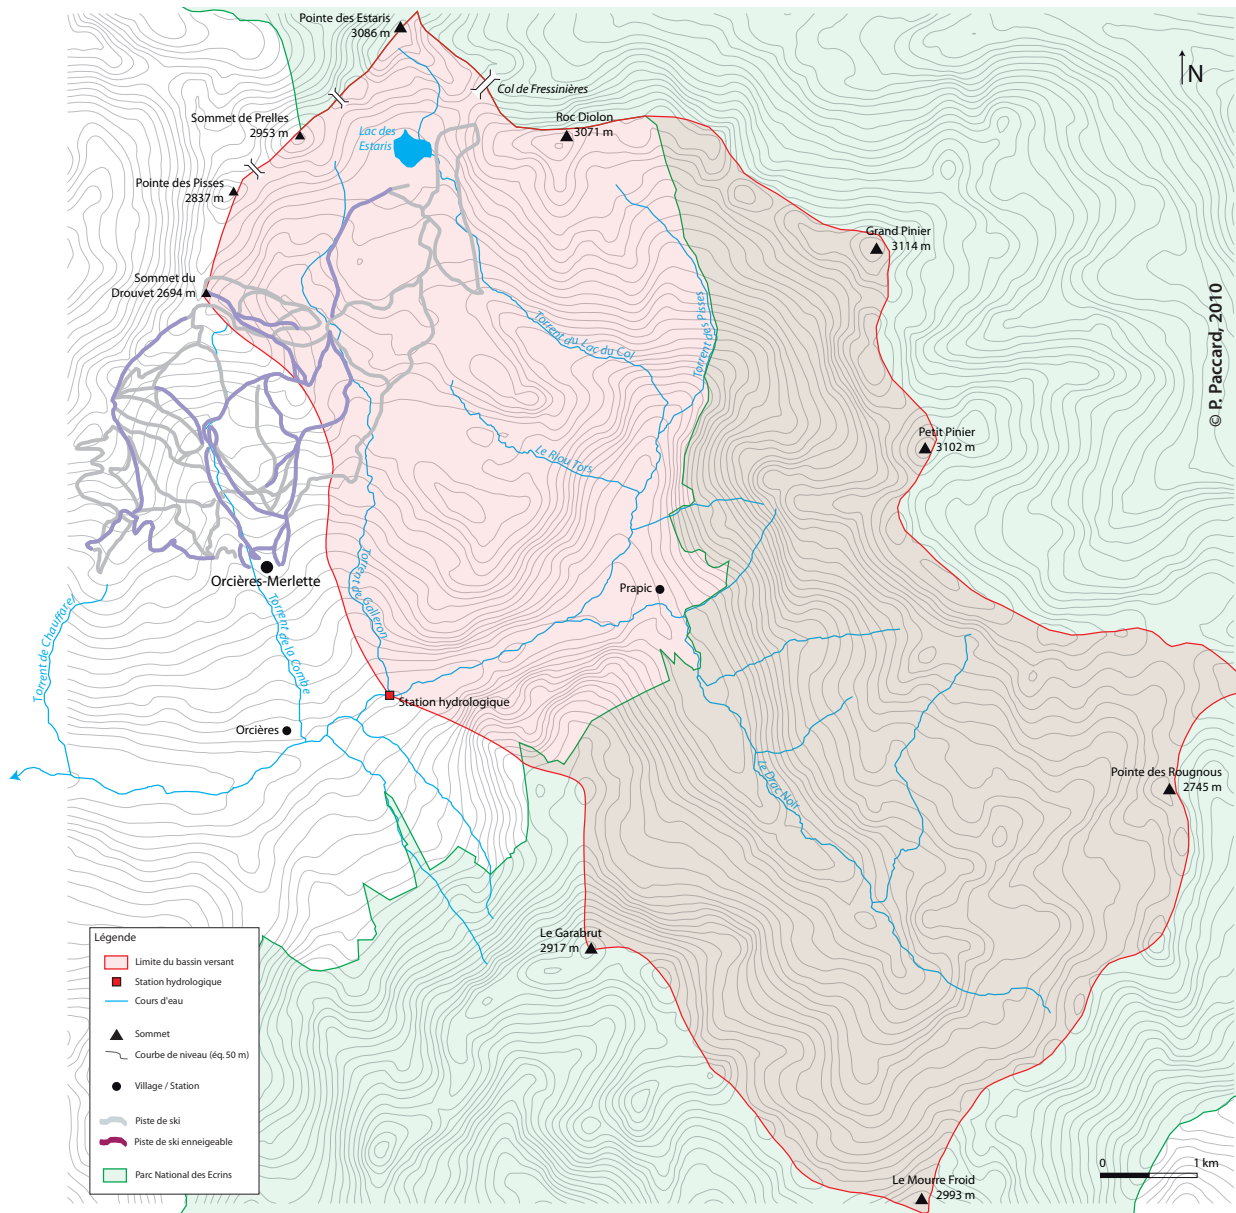 Pointe des Estaris
3086 m
Col de Fressinières
N
Sommet de Prelles
2953 m
Lac des
Estaris
Roc Diolon
3071 m
Pointe des Pisses
2837 m
Grand Pinier
3114 m
Sommet du
Drouvet 2694 m
Torrent des Pisses
Torrent du Lac du Col
© P. Paccard, 2010
Petit Pinier
3102 m
Le Riou Tors
Orcières-Merlette
Torrent de Galleron
Prapic
Torrent de Chauffarel
Torrent de la Combe
Station hydrologique
Orcières
Le Drac Noir
Pointe des Rougnous
2745 m
Le Garabrut
2917 m
Légende
Limite du bassin versant
Station hydrologique
Cours d'eau
Sommet
Courbe de niveau (éq. 50 m)
Village / Station
Piste de ski
Piste de ski enneigeable
Parc National des Ecrins
0
1 km
Le Mourre Froid
2993 m